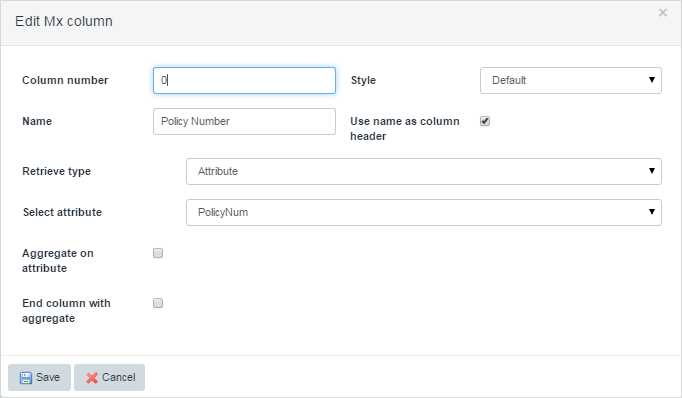 Edit Mx column
×
Column number
0
Style
Default
Name
Policy Number
Use name as column
header
Retrieve type
Attribute
Select attribute
PolicyNum
Aggregate on
attribute
End column with
aggregate
Save
Cancel